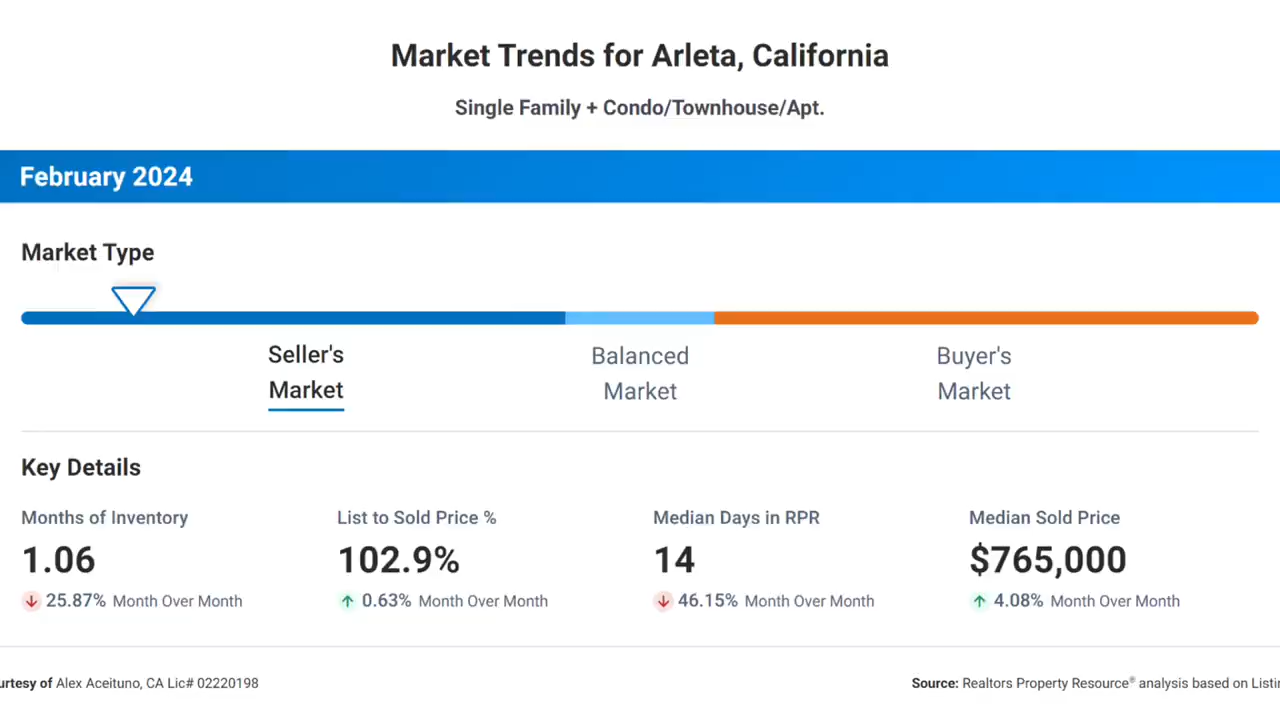 Market Trends for Arleta, California
Single Family + Condo/Townhouse/Apt.
February 2024
Market Type
Seller's Market
Balanced Market
Buyer's Market
Key Details
Months of Inventory
1.06
25.87% Month Over Month
List to Sold Price %
102.9%
0.63% Month Over Month
Median Days in RPR
14
46.15% Month Over Month
Median Sold Price
$765,000
4.08% Month Over Month
urtesy of Alex Aceituno, CA Lic# 02220198
Source: Realtors Property Resource® analysis based on Listin